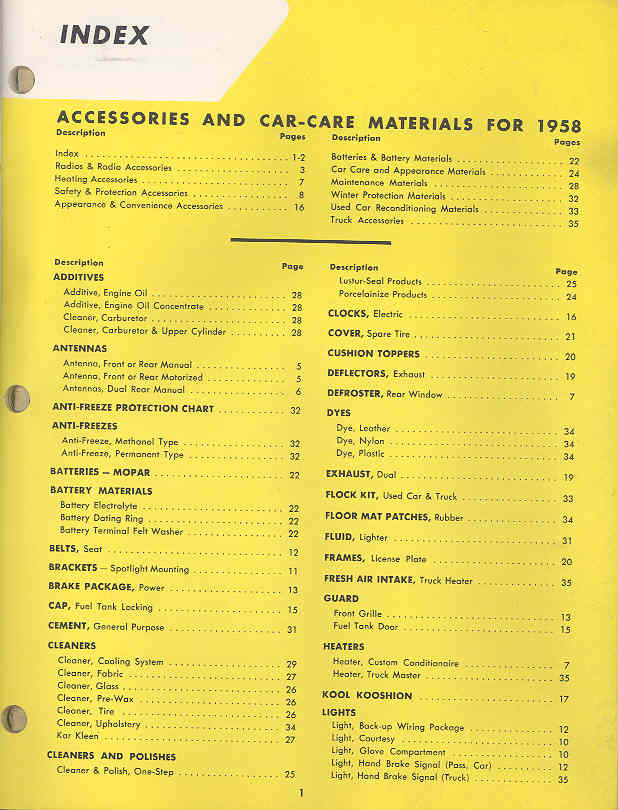 INDEX
ACCESSORIES AND CAR-CARE MATERIALS FOR 1958
Description Pages
Index . . . . . . . . . . 1-2
Radios & Radio Accessories . . . . . . . . . . 3
Heating Accessories . . . . . . . . . . 7
Safety & Protection Accessories . . . . . . . . . . 8
Appearance & Convenience Accessories . . . . . . . . . . 16
Description Pages
Batteries & Battery Materials . . . . . . . . . . 22
Car Care and Appearance Materials . . . . . . . . . . 24
Maintenance Materials . . . . . . . . . . 28
Winter Protection Materials . . . . . . . . . . 32
Used Car Reconditioning Materials . . . . . . . . . . 33
Truck Accessories . . . . . . . . . . 35
Description Page
ADDITIVES
Additive, Engine Oil . . . . . . . . . . 28
Additive, Engine Oil Concentrate . . . . . . . . . . 28
Cleaner, Carburetor . . . . . . . . . . 28
Cleaner, Carburetor & Upper Cylinder . . . . . . . . . . 28
ANTENNAS
Antenna, Front or Rear Manual . . . . . . . . . . 5
Antenna, Front or Rear Motorized . . . . . . . . . . 5
Antennas, Dual Rear Manual . . . . . . . . . . 6
ANTI-FREEZE PROTECTION CHART . . . . . . . . . . 32
ANTI-FREEZES
Anti-Freeze, Methanol Type . . . . . . . . . . 32
Anti-Freeze, Permanent Type . . . . . . . . . . 32
BATTERIES — MOPAR . . . . . . . . . . 22
BATTERY MATERIALS
Battery Electrolyte . . . . . . . . . . 22
Battery Dating Ring . . . . . . . . . . 22
Battery Terminal Felt Washer . . . . . . . . . . 22
BELTS, Seat . . . . . . . . . . 12
BRACKETS — Spotlight Mounting . . . . . . . . . . 11
BRAKE PACKAGE, Power . . . . . . . . . . 13
CAP, Fuel Tank Locking . . . . . . . . . . 15
CEMENT, General Purpose . . . . . . . . . . 31
CLEANERS
Cleaner, Cooling System . . . . . . . . . . 29
Cleaner, Fabric . . . . . . . . . . 27
Cleaner, Glass . . . . . . . . . . 26
Cleaner, Pre-Wax . . . . . . . . . . 26
Cleaner, Tire . . . . . . . . . . 26
Cleaner, Upholstery . . . . . . . . . . 34
Kar Kleen . . . . . . . . . . 27
CLEANERS AND POLISHES
Cleaner & Polish, One-Step . . . . . . . . . . 25
Description Page
Lustur-Seal Products . . . . . . . . . . 25
Porcelainize Products . . . . . . . . . . 24
CLOCKS, Electric . . . . . . . . . . 16
COVER, Spare Tire . . . . . . . . . . 21
CUSHION TOPPERS . . . . . . . . . . 20
DEFLECTORS, Exhaust . . . . . . . . . . 19
DEFROSTER, Rear Window . . . . . . . . . . 7
DYES
Dye, Leather . . . . . . . . . . 34
Dye, Nylon . . . . . . . . . . 34
Dye, Plastic . . . . . . . . . . 34
EXHAUST, Dual . . . . . . . . . . 19
FLOCK KIT, Used Car & Truck . . . . . . . . . . 33
FLOOR MAT PATCHES, Rubber . . . . . . . . . . 34
FLUID, Lighter . . . . . . . . . . 31
FRAMES, License Plate . . . . . . . . . . 20
FRESH AIR INTAKE, Truck Heater . . . . . . . . . . 35
GUARD
Front Grille . . . . . . . . . . 13
Fuel Tank Door . . . . . . . . . . 15
HEATERS
Heater, Custom Conditionaire . . . . . . . . . . 7
Heater, Truck Master . . . . . . . . . . 35
KOOL KOOSHION . . . . . . . . . . 17
LIGHTS
Light, Back-up Wiring Package . . . . . . . . . . 12
Light, Courtesy . . . . . . . . . . 10
Light, Glove Compartment . . . . . . . . . . 10
Light, Hand Brake Signal (Pass. Car) . . . . . . . . . . 12
Light, Hand Brake Signal (Truck) . . . . . . . . . . 35
1